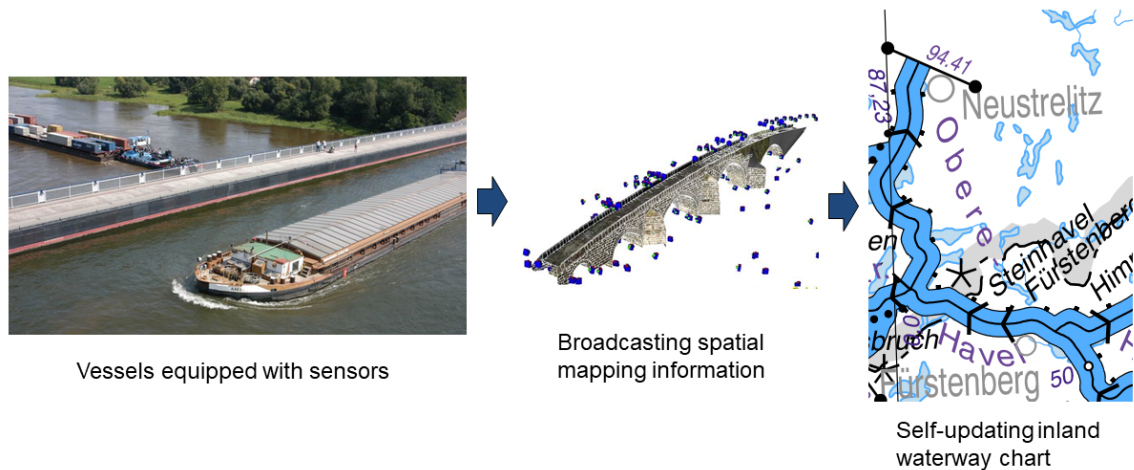 Vessels equipped with sensors
Broadcasting spatial
mapping information
94.41
87,23
Neustrelitz
Obere
Steinhavel
Fürstenberg
Havel
Fürstenberg
50
Self-updating inland
waterway chart